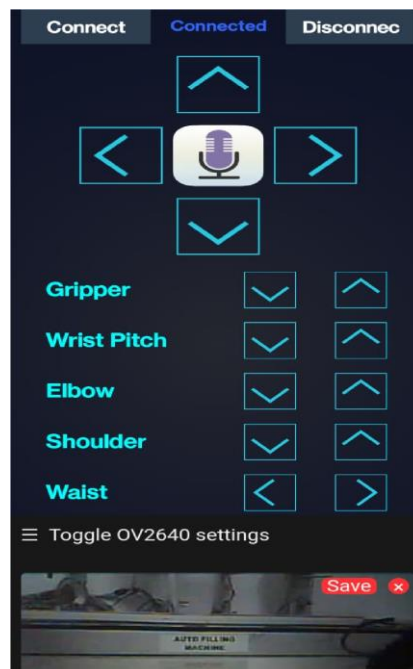 Connect Connected Disconnec
Gripper
Wrist Pitch
Elbow
Shoulder
Waist
Toggle OV2640 settings
Save
AUTO FILLING
MACHINE